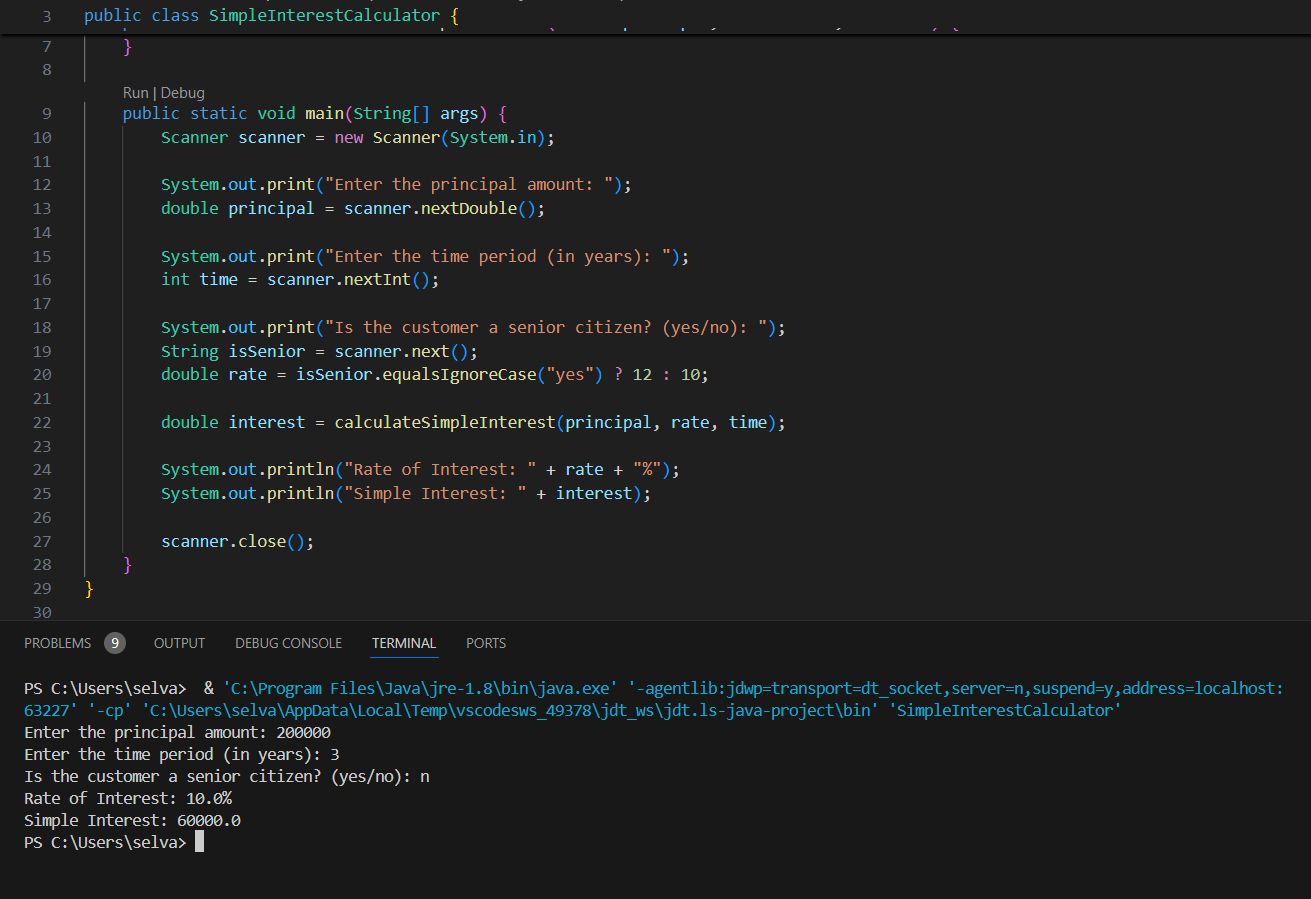 3 public class SimpleInterestCalculator {
7 }
8
Run | Debug
9 public static void main(String[] args) {
10 Scanner scanner = new Scanner(System.in);
11
12 System.out.print("Enter the principal amount: ");
13 double principal = scanner.nextDouble();
14
15 System.out.print("Enter the time period (in years): ");
16 int time = scanner.nextInt();
17
18 System.out.print("Is the customer a senior citizen? (yes/no): ");
19 String isSenior = scanner.next();
20 double rate = isSenior.equalsIgnoreCase("yes") ? 12 : 10;
21
22 double interest = calculateSimpleInterest(principal, rate, time);
23
24 System.out.println("Rate of Interest: " + rate + "%");
25 System.out.println("Simple Interest: " + interest);
26
27 scanner.close();
28 }
29 }
30
PROBLEMS 9 OUTPUT DEBUG CONSOLE TERMINAL PORTS
PS C:\Users\selva>  & 'C:\Program Files\Java\jre-1.8\bin\java.exe' '-agentlib:jdwp=transport=dt_socket,server=n,suspend=y,address=localhost:
63227' '-cp' 'C:\Users\selva\AppData\Local\Temp\vscodesws_49378\jdt_ws\jdt.ls-java-project\bin' 'SimpleInterestCalculator'
Enter the principal amount: 200000
Enter the time period (in years): 3
Is the customer a senior citizen? (yes/no): n
Rate of Interest: 10.0%
Simple Interest: 60000.0
PS C:\Users\selva>